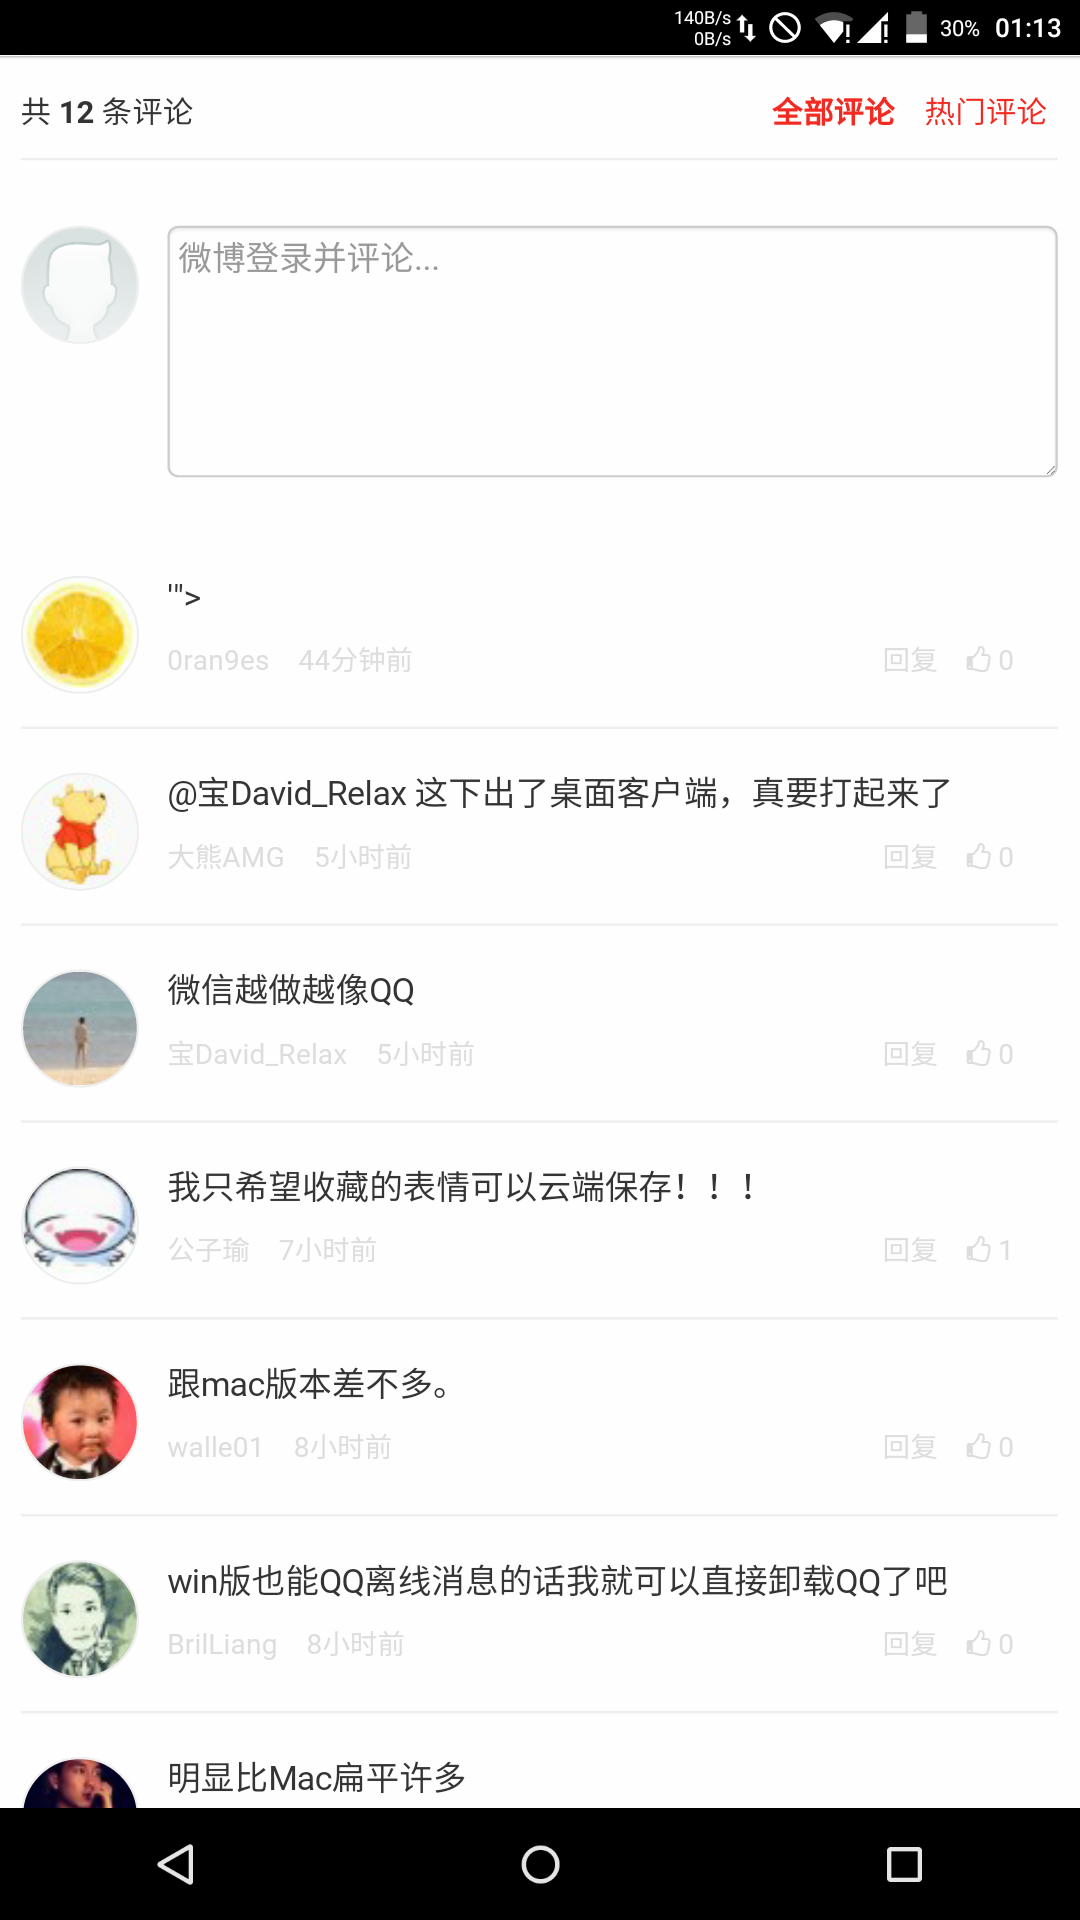 140B/s
0B/s
30% 01:13
共 12 条评论 全部评论 热门评论
微博登录并评论...
'">
0ran9es 44分钟前 回复 0
@宝David_Relax 这下出了桌面客户端，真要打起来了
大熊AMG 5小时前 回复 0
微信越做越像QQ
宝David_Relax 5小时前 回复 0
我只希望收藏的表情可以云端保存！！！
公子瑜 7小时前 回复 1
跟mac版本差不多。
walle01 8小时前 回复 0
win版也能QQ离线消息的话我就可以直接卸载QQ了吧
BrilLiang 8小时前 回复 0
明显比Mac扁平许多